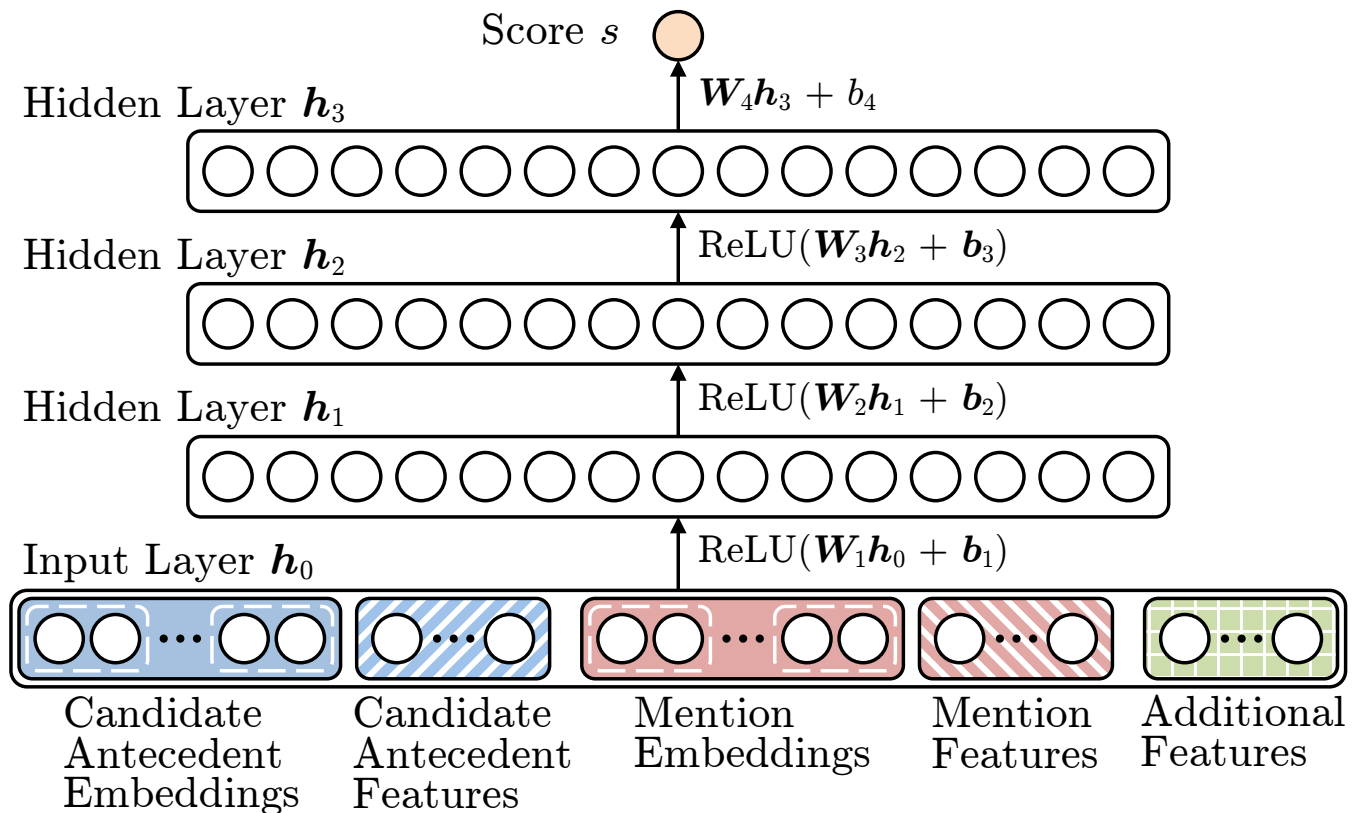 Score s
W₄h₃ + b₄
Hidden Layer h₃
ReLU(W₃h₂ + b₃)
Hidden Layer h₂
ReLU(W₂h₁ + b₂)
Hidden Layer h₁
ReLU(W₁h₀ + b₁)
Input Layer h₀
Candidate
Antecedent
Embeddings
Candidate
Antecedent
Features
Mention
Embeddings
Mention
Features
Additional
Features